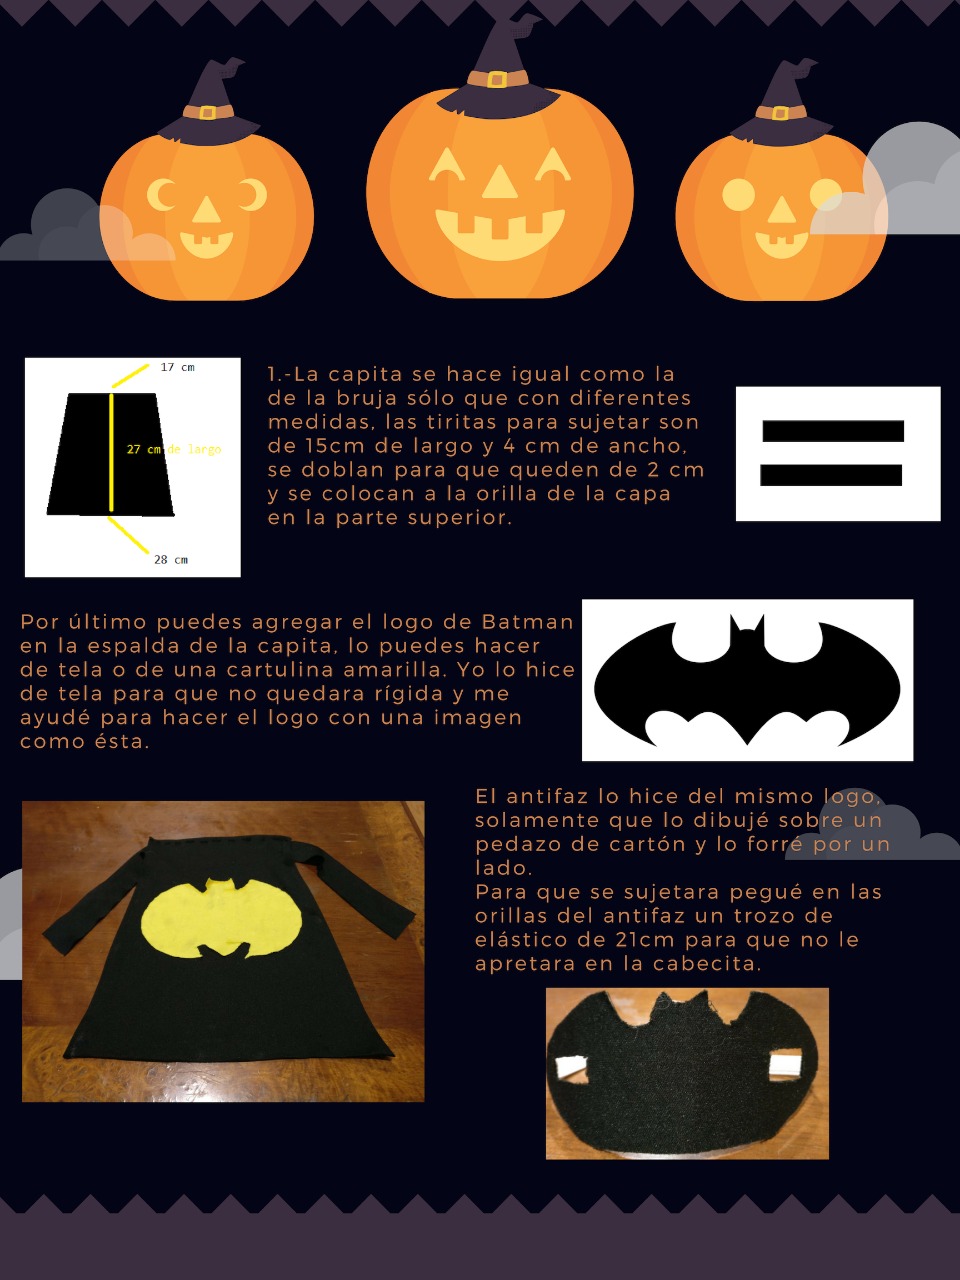 17 cm
27 cm de largo
28 cm
1.-La capita se hace igual como la
de la bruja sólo que con diferentes
medidas, las tiritas para sujetar son
de 15cm de largo y 4 cm de ancho,
se doblan para que queden de 2 cm
y se colocan a la orilla de la capa
en la parte superior.
Por último puedes agregar el logo de Batman
en la espalda de la capita, lo puedes hacer
de tela o de una cartulina amarilla. Yo lo hice
de tela para que no quedara rígida y me
ayudé para hacer el logo con una imagen
como ésta.
El antifaz lo hice del mismo logo,
solamente que lo dibujé sobre un
pedazo de cartón y lo forré por un
lado.
Para que se sujetara pegué en las
orillas del antifaz un trozo de
elástico de 21cm para que no le
apretara en la cabecita.